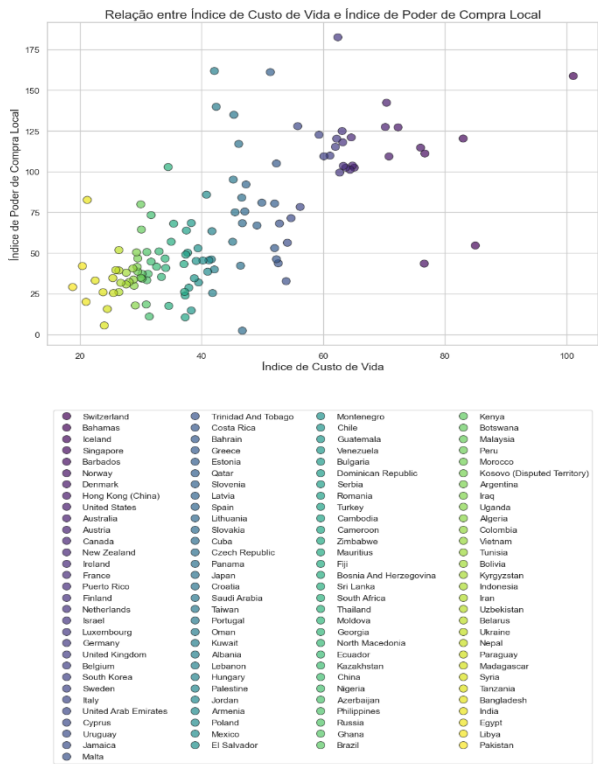 Relação entre Índice de Custo de Vida e Índice de Poder de Compra Local
Índice de Poder de Compra Local
175
150
125
100
75
50
25
0
20 40 60 80 100
Índice de Custo de Vida
Switzerland Trinidad And Tobago Montenegro Kenya
Bahamas Costa Rica Chile Botswana
Iceland Bahrain Guatemala Malaysia
Singapore Greece Venezuela Peru
Barbados Estonia Bulgaria Morocco
Norway Qatar Dominican Republic Kosovo (Disputed Territory)
Denmark Slovenia Serbia Argentina
Hong Kong (China) Latvia Romania Iraq
United States Spain Turkey Uganda
Australia Lithuania Cambodia Algeria
Austria Slovakia Cameroon Colombia
Canada Cuba Zimbabwe Vietnam
New Zealand Czech Republic Mauritius Tunisia
Ireland Panama Fiji Bolivia
France Japan Bosnia And Herzegovina Kyrgyzstan
Puerto Rico Croatia Sri Lanka Indonesia
Finland Saudi Arabia South Africa Iran
Netherlands Taiwan Thailand Uzbekistan
Israel Portugal Moldova Belarus
Luxembourg Oman Georgia Ukraine
Germany Kuwait North Macedonia Nepal
United Kingdom Albania Ecuador Paraguay
Belgium Lebanon Kazakhstan Madagascar
South Korea Hungary China Syria
Sweden Palestine Nigeria Tanzania
Italy Jordan Azerbaijan Bangladesh
United Arab Emirates Armenia Philippines India
Cyprus Poland Russia Egypt
Uruguay Mexico Ghana Libya
Jamaica El Salvador Brazil Pakistan
Malta